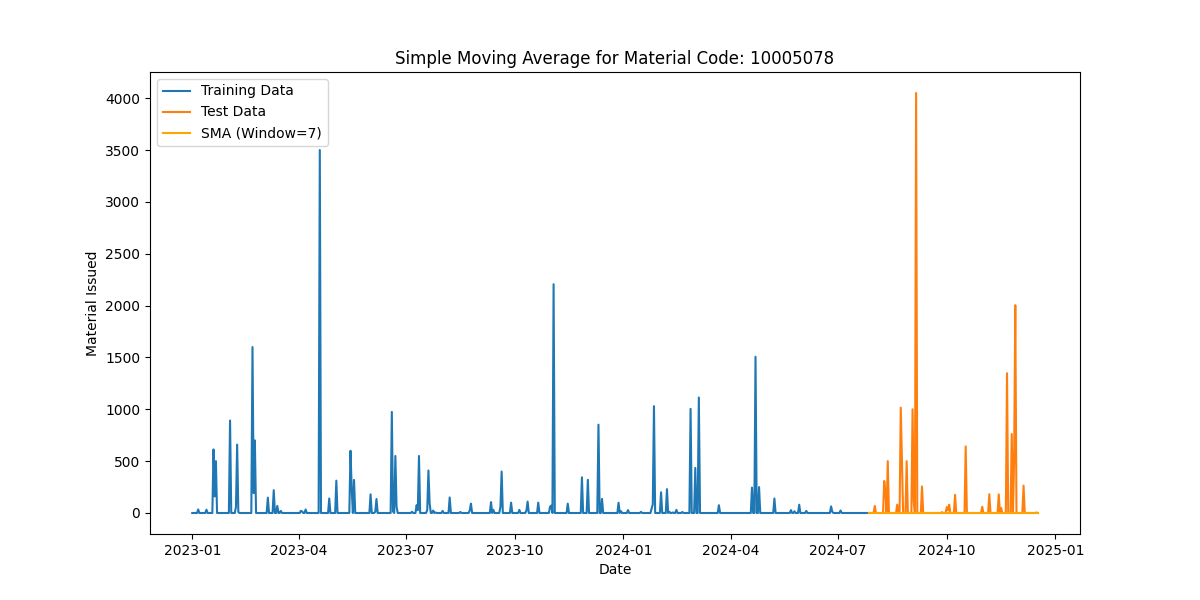 Simple Moving Average for Material Code: 10005078
Training Data
Test Data
SMA (Window=7)
4000
3500
3000
2500
2000
1500
1000
500
0
Material Issued
2023-01 2023-04 2023-07 2023-10 2024-01 2024-04 2024-07 2024-10 2025-01
Date